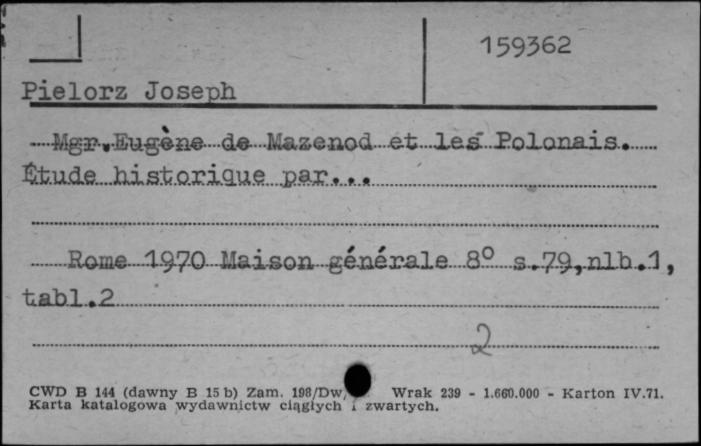 159362
Pielorz Joseph
Mgr.Eugène de Mazenod et les Polonais.
Étude historique par...
Rome 1970 Maison générale 8° s.79,nlb.1,
tabl.2
2
CWD B 144 (dawny B 15 b) Zam. 198/Dw/ Wrak 239 - 1.660.000 - Karton IV.71.
Karta katalogowa wydawnictw ciągłych i zwartych.